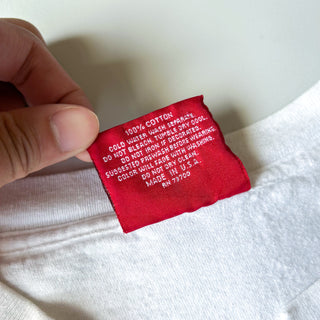 100% COTTON
COLD WATER WASH SEPARATE.
DO NOT BLEACH. TUMBLE DRY COOL.
DO NOT IRON IF DECORATED.
SUGGESTED PREWASH BEFORE WEARING.
COLOR WILL FADE WITH WASHING.
DO NOT DRY CLEAN.
MADE IN U.S.A.
RN 77700